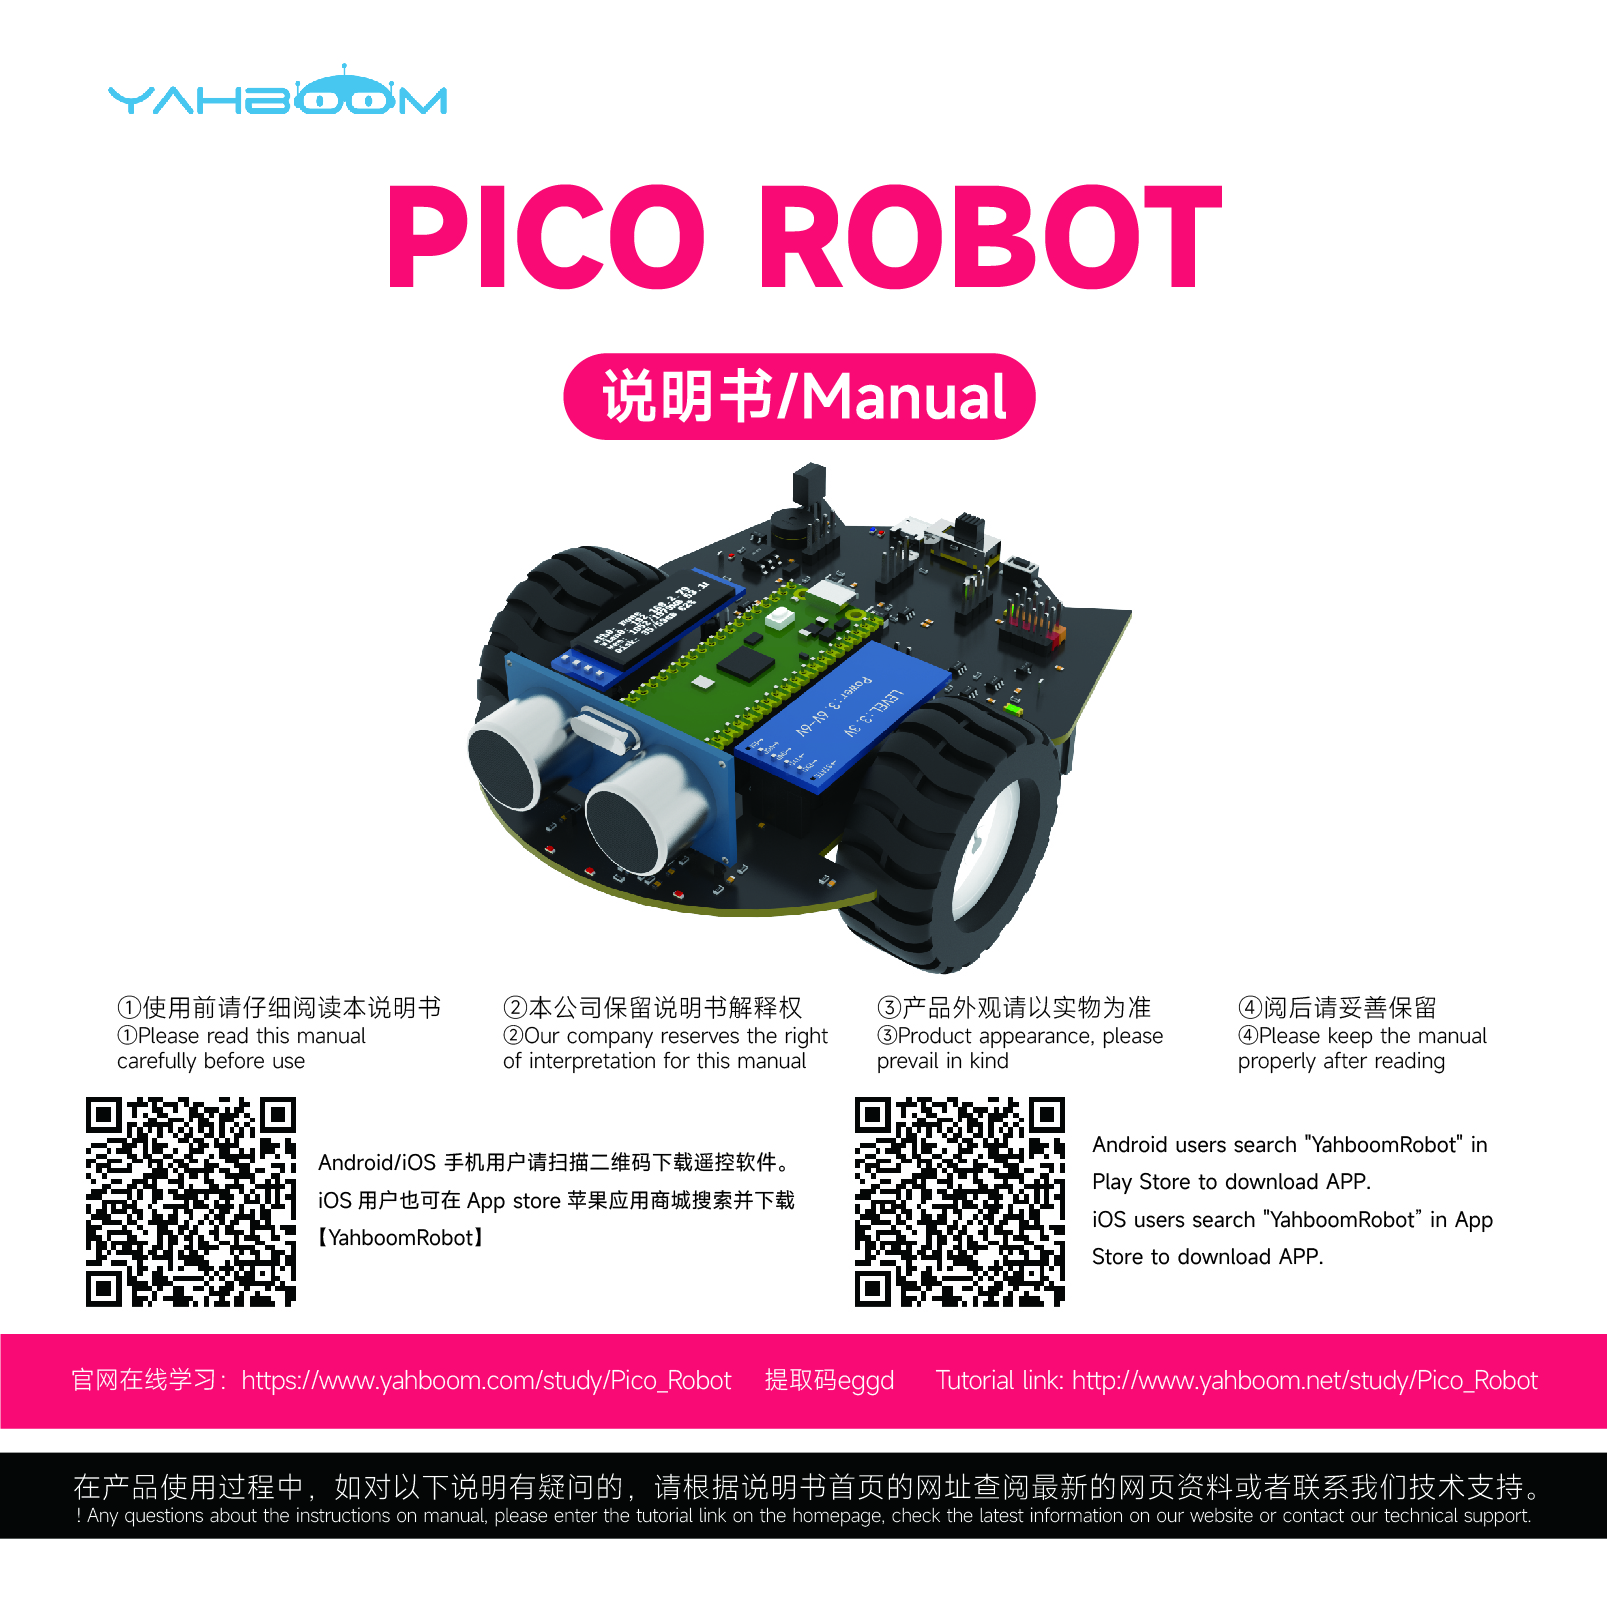 YAHBOOM
PICO ROBOT
说明书/Manual
LEVEL:3.3V
Power:3.6V-6V
①使用前请仔细阅读本说明书
①Please read this manual
carefully before use
②本公司保留说明书解释权
②Our company reserves the right
of interpretation for this manual
③产品外观请以实物为准
③Product appearance, please
prevail in kind
④阅后请妥善保留
④Please keep the manual
properly after reading
Android/iOS 手机用户请扫描二维码下载遥控软件。
iOS 用户也可在 App store 苹果应用商城搜索并下载
【YahboomRobot】
Android users search "YahboomRobot" in
Play Store to download APP.
iOS users search "YahboomRobot” in App
Store to download APP.
官网在线学习：https://www.yahboom.com/study/Pico_Robot 提取码eggd Tutorial link: http://www.yahboom.net/study/Pico_Robot
在产品使用过程中，如对以下说明有疑问的，请根据说明书首页的网址查阅最新的网页资料或者联系我们技术支持。
! Any questions about the instructions on manual, please enter the tutorial link on the homepage, check the latest information on our website or contact our technical support.